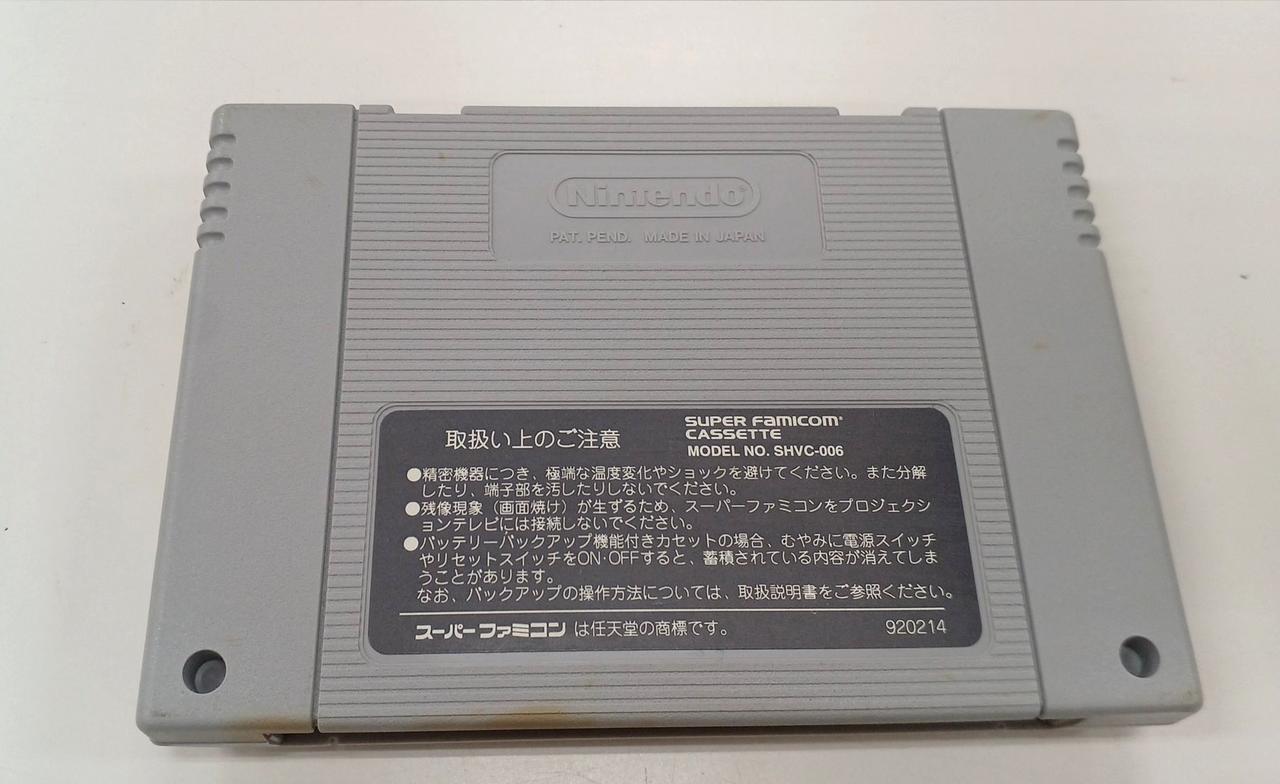 Nintendo®
PAT. PEND. MADE IN JAPAN
取扱い上のご注意
SUPER FAMICOM®
CASSETTE
MODEL NO. SHVC-006
●精密機器につき、極端な温度変化やショックを避けてください。また分解
したり、端子部を汚したりしないでください。
●残像現象（画面焼け）が生ずるため、スーパーファミコンをプロジェクシ
ョンテレビには接続しないでください。
●バッテリーバックアップ機能付きカセットの場合、むやみに電源スイッチ
やリセットスイッチをON・OFFすると、蓄積されている内容が消えてしま
うことがあります。
なお、バックアップの操作方法については、取扱説明書をご参照ください。
スーパーファミコンは任天堂の商標です。 920214